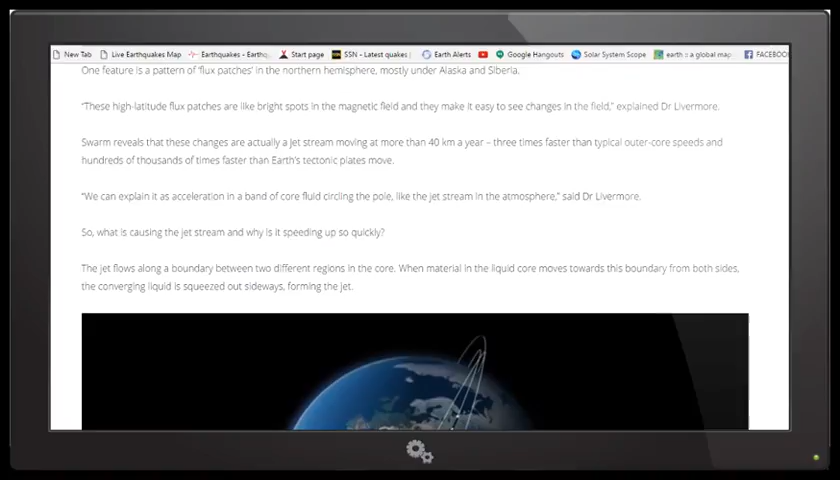 New Tab Live Earthquakes Map Earthquakes - Earthq Start page SSN - Latest quakes | Earth Alerts Google Hangouts Solar System Scope earth :: a global map FACEBOO
One feature is a pattern of 'flux patches' in the northern hemisphere, mostly under Alaska and Siberia.
"These high-latitude flux patches are like bright spots in the magnetic field and they make it easy to see changes in the field," explained Dr Livermore.
Swarm reveals that these changes are actually a jet stream moving at more than 40 km a year – three times faster than typical outer-core speeds and
hundreds of thousands of times faster than Earth's tectonic plates move.
"We can explain it as acceleration in a band of core fluid circling the pole, like the jet stream in the atmosphere," said Dr Livermore.
So, what is causing the jet stream and why is it speeding up so quickly?
The jet flows along a boundary between two different regions in the core. When material in the liquid core moves towards this boundary from both sides,
the converging liquid is squeezed out sideways, forming the jet.